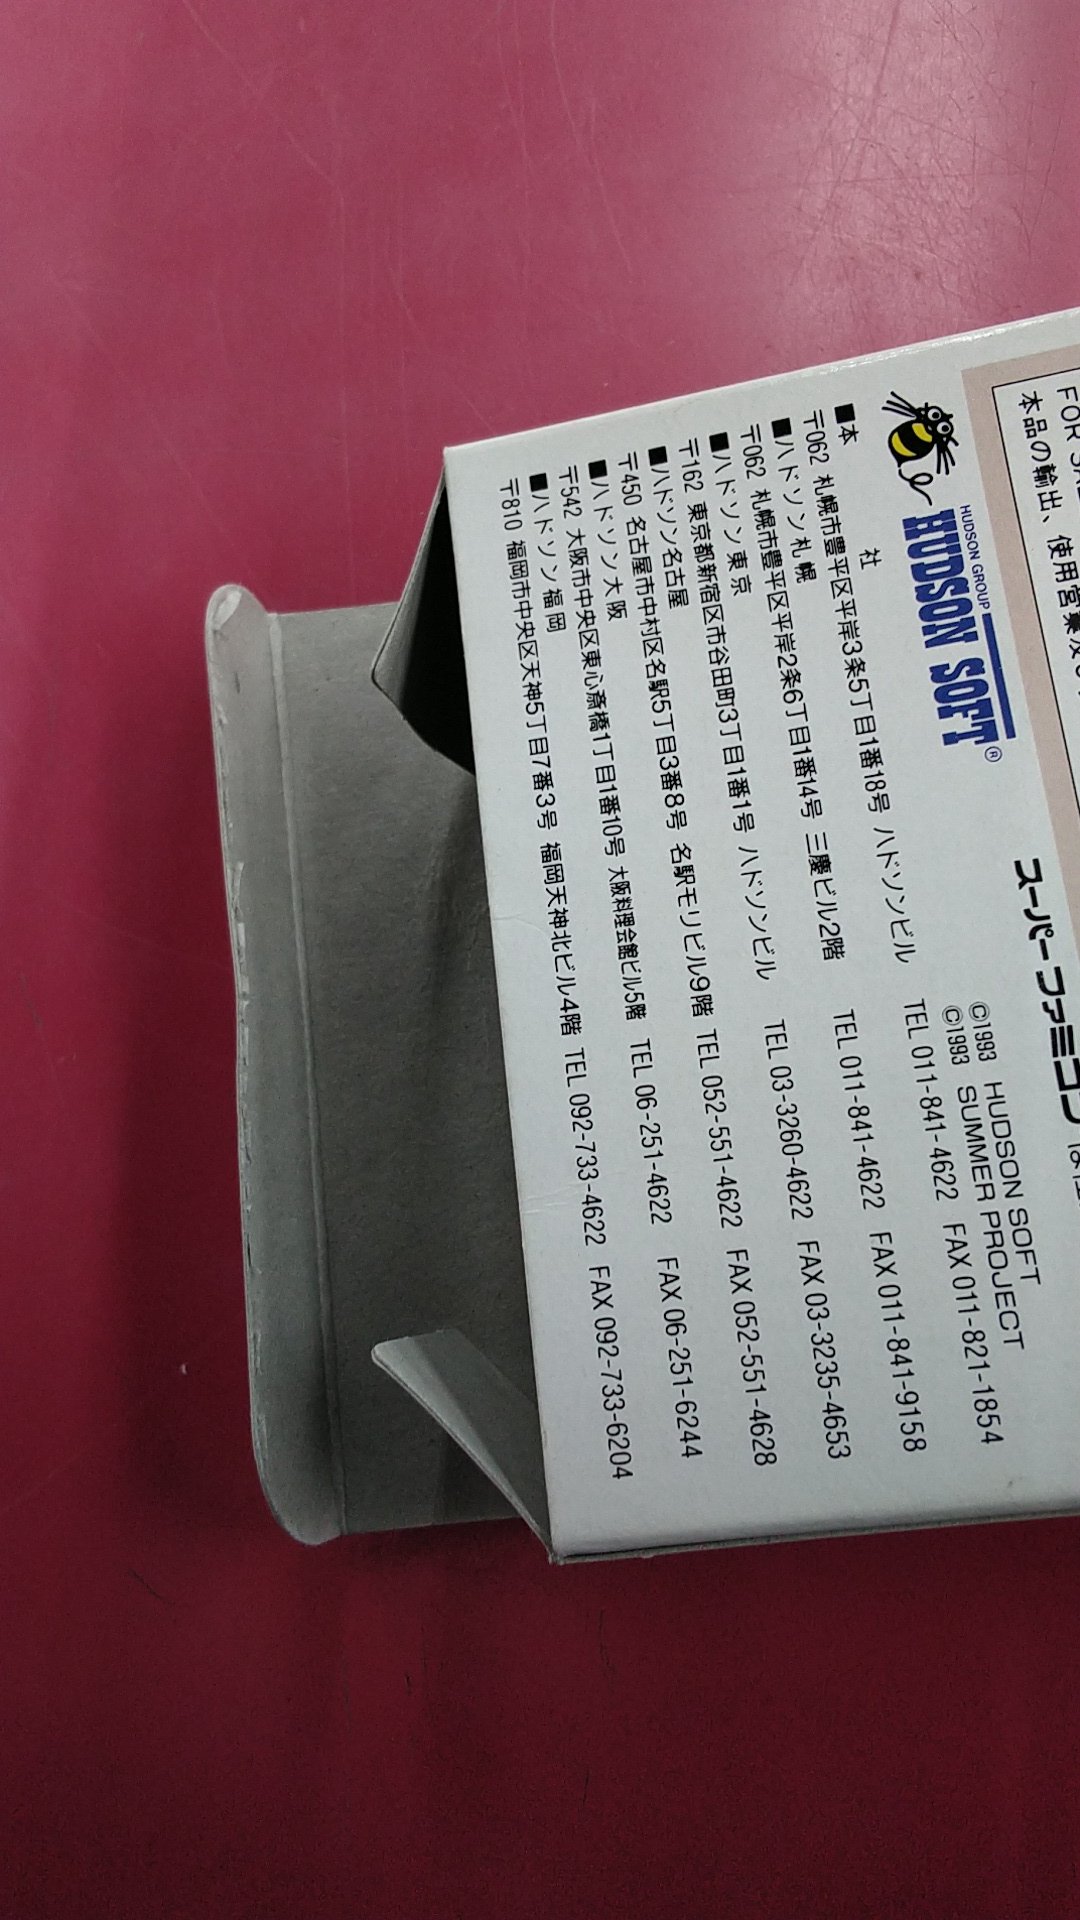 FOR SALE
本品の輸出、使用営業及び
HUDSON GROUP
HUDSON SOFT®
スーパーファミコン
©1993 HUDSON SOFT
©1993 SUMMER PROJECT
■本 社
〒062 札幌市豊平区平岸3条5丁目1番18号 ハドソンビル TEL 011-841-4622 FAX 011-821-1854
■ハドソン札幌
〒062 札幌市豊平区平岸2条6丁目1番14号 三慶ビル2階 TEL 011-841-4622 FAX 011-841-9158
■ハドソン東京
〒162 東京都新宿区市谷田町3丁目1番1号 ハドソンビル TEL 03-3260-4622 FAX 03-3235-4653
■ハドソン名古屋
〒450 名古屋市中村区名駅5丁目3番8号 名駅モリビル9階 TEL 052-551-4622 FAX 052-551-4628
■ハドソン大阪
〒542 大阪市中央区東心斎橋1丁目1番10号 大阪料理会館ビル5階 TEL 06-251-4622 FAX 06-251-6244
■ハドソン福岡
〒810 福岡市中央区天神5丁目7番3号 福岡天神北ビル4階 TEL 092-733-4622 FAX 092-733-6204